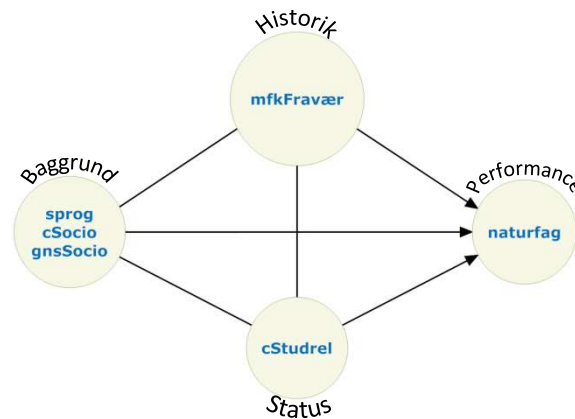 Historik
mfkFravær
Baggrund
sprog
cSocio
gnsSocio
Performance
naturfag
cStudrel
Status